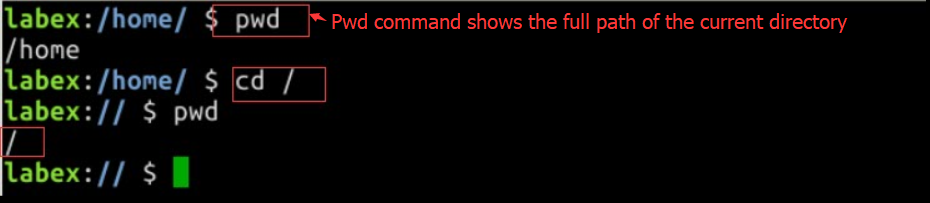 labex:/home/ $ pwd Pwd command shows the full path of the current directory
/home
labex:/home/ $ cd /
labex:// $ pwd
/
labex:// $